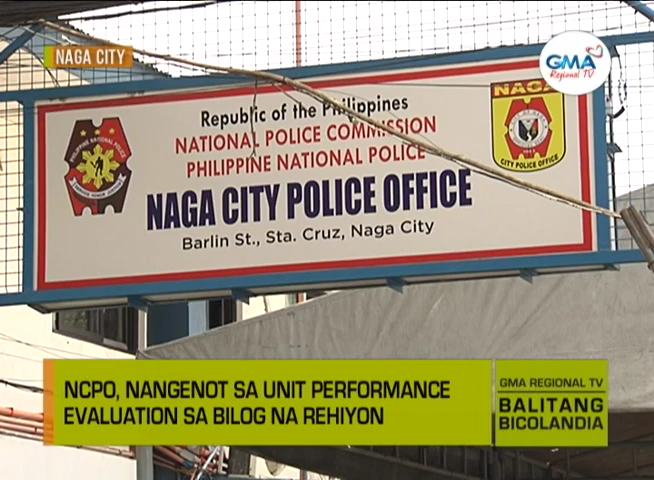 NAGA CITY
GMA
Regional TV
Republic of the Philippines
NATIONAL POLICE COMMISSION
PHILIPPINE NATIONAL POLICE
NAGA CITY POLICE OFFICE
Barlin St., Sta. Cruz, Naga City
NAGA
CITY POLICE OFFICE
NCPO, NANGENOT SA UNIT PERFORMANCE
EVALUATION SA BILOG NA REHIYON
GMA REGIONAL TV
BALITANG
BICOLANDIA